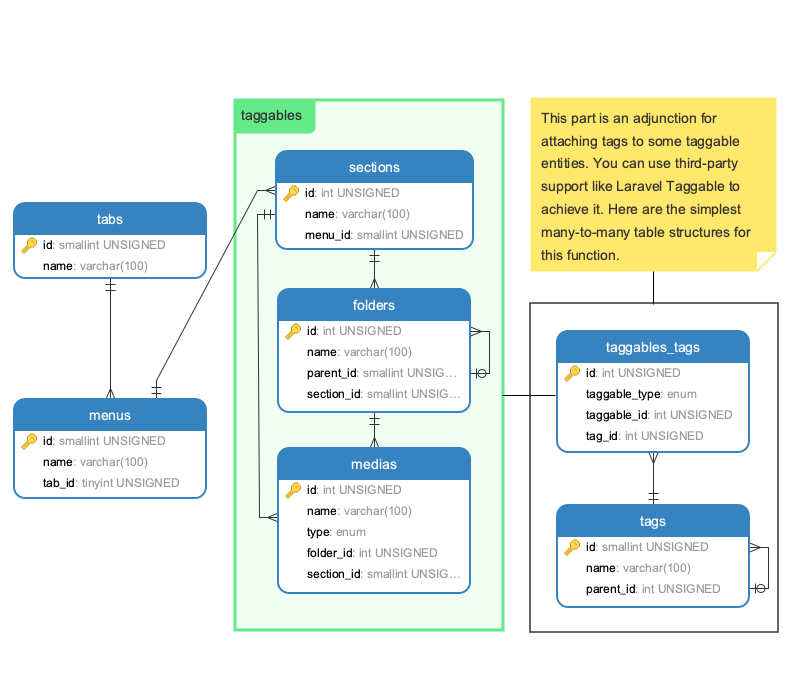 taggables
This part is an adjunction for
attaching tags to some taggable
entities. You can use third-party
support like Laravel Taggable to
achieve it. Here are the simplest
many-to-many table structures for
this function.
sections
id: int UNSIGNED
name: varchar(100)
menu_id: smallint UNSIGNED
tabs
id: smallint UNSIGNED
name: varchar(100)
folders
id: int UNSIGNED
name: varchar(100)
parent_id: smallint UNSIG...
section_id: smallint UNSIG...
taggables_tags
id: int UNSIGNED
taggable_type: enum
taggable_id: int UNSIGNED
tag_id: int UNSIGNED
menus
id: smallint UNSIGNED
name: varchar(100)
tab_id: tinyint UNSIGNED
medias
id: int UNSIGNED
name: varchar(100)
type: enum
folder_id: int UNSIGNED
section_id: smallint UNSIG...
tags
id: smallint UNSIGNED
name: varchar(100)
parent_id: int UNSIGNED